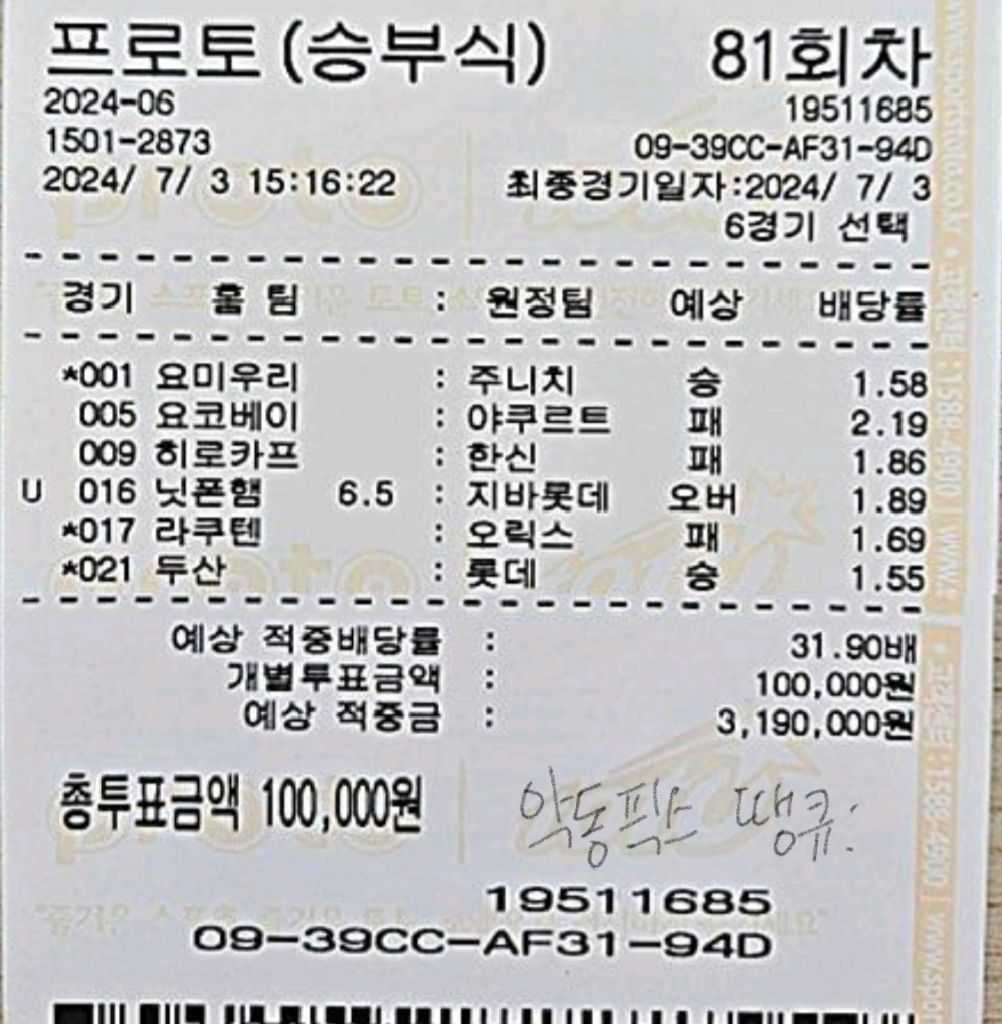 프로토(승부식) 81회차
2024-06 19511685
1501-2873 09-39CC-AF31-94D
2024/ 7/ 3 15:16:22 최종경기일자:2024/ 7/ 3
6경기 선택
경기 홈 팀 : 원정팀 예상 배당률
*001 요미우리 : 주니치 승 1.58
005 요코베이 : 야쿠르트 패 2.19
009 히로카프 : 한신 패 1.86
U 016 닛폰햄 6.5 : 지바롯데 오버 1.89
*017 라쿠텐 : 오릭스 패 1.69
*021 두산 : 롯데 승 1.55
예상 적중배당률 : 31.90배
개별투표금액 : 100,000원
예상 적중금 : 3,190,000원
총투표금액 100,000원
악동픽스 땡큐:
19511685
09-39CC-AF31-94D